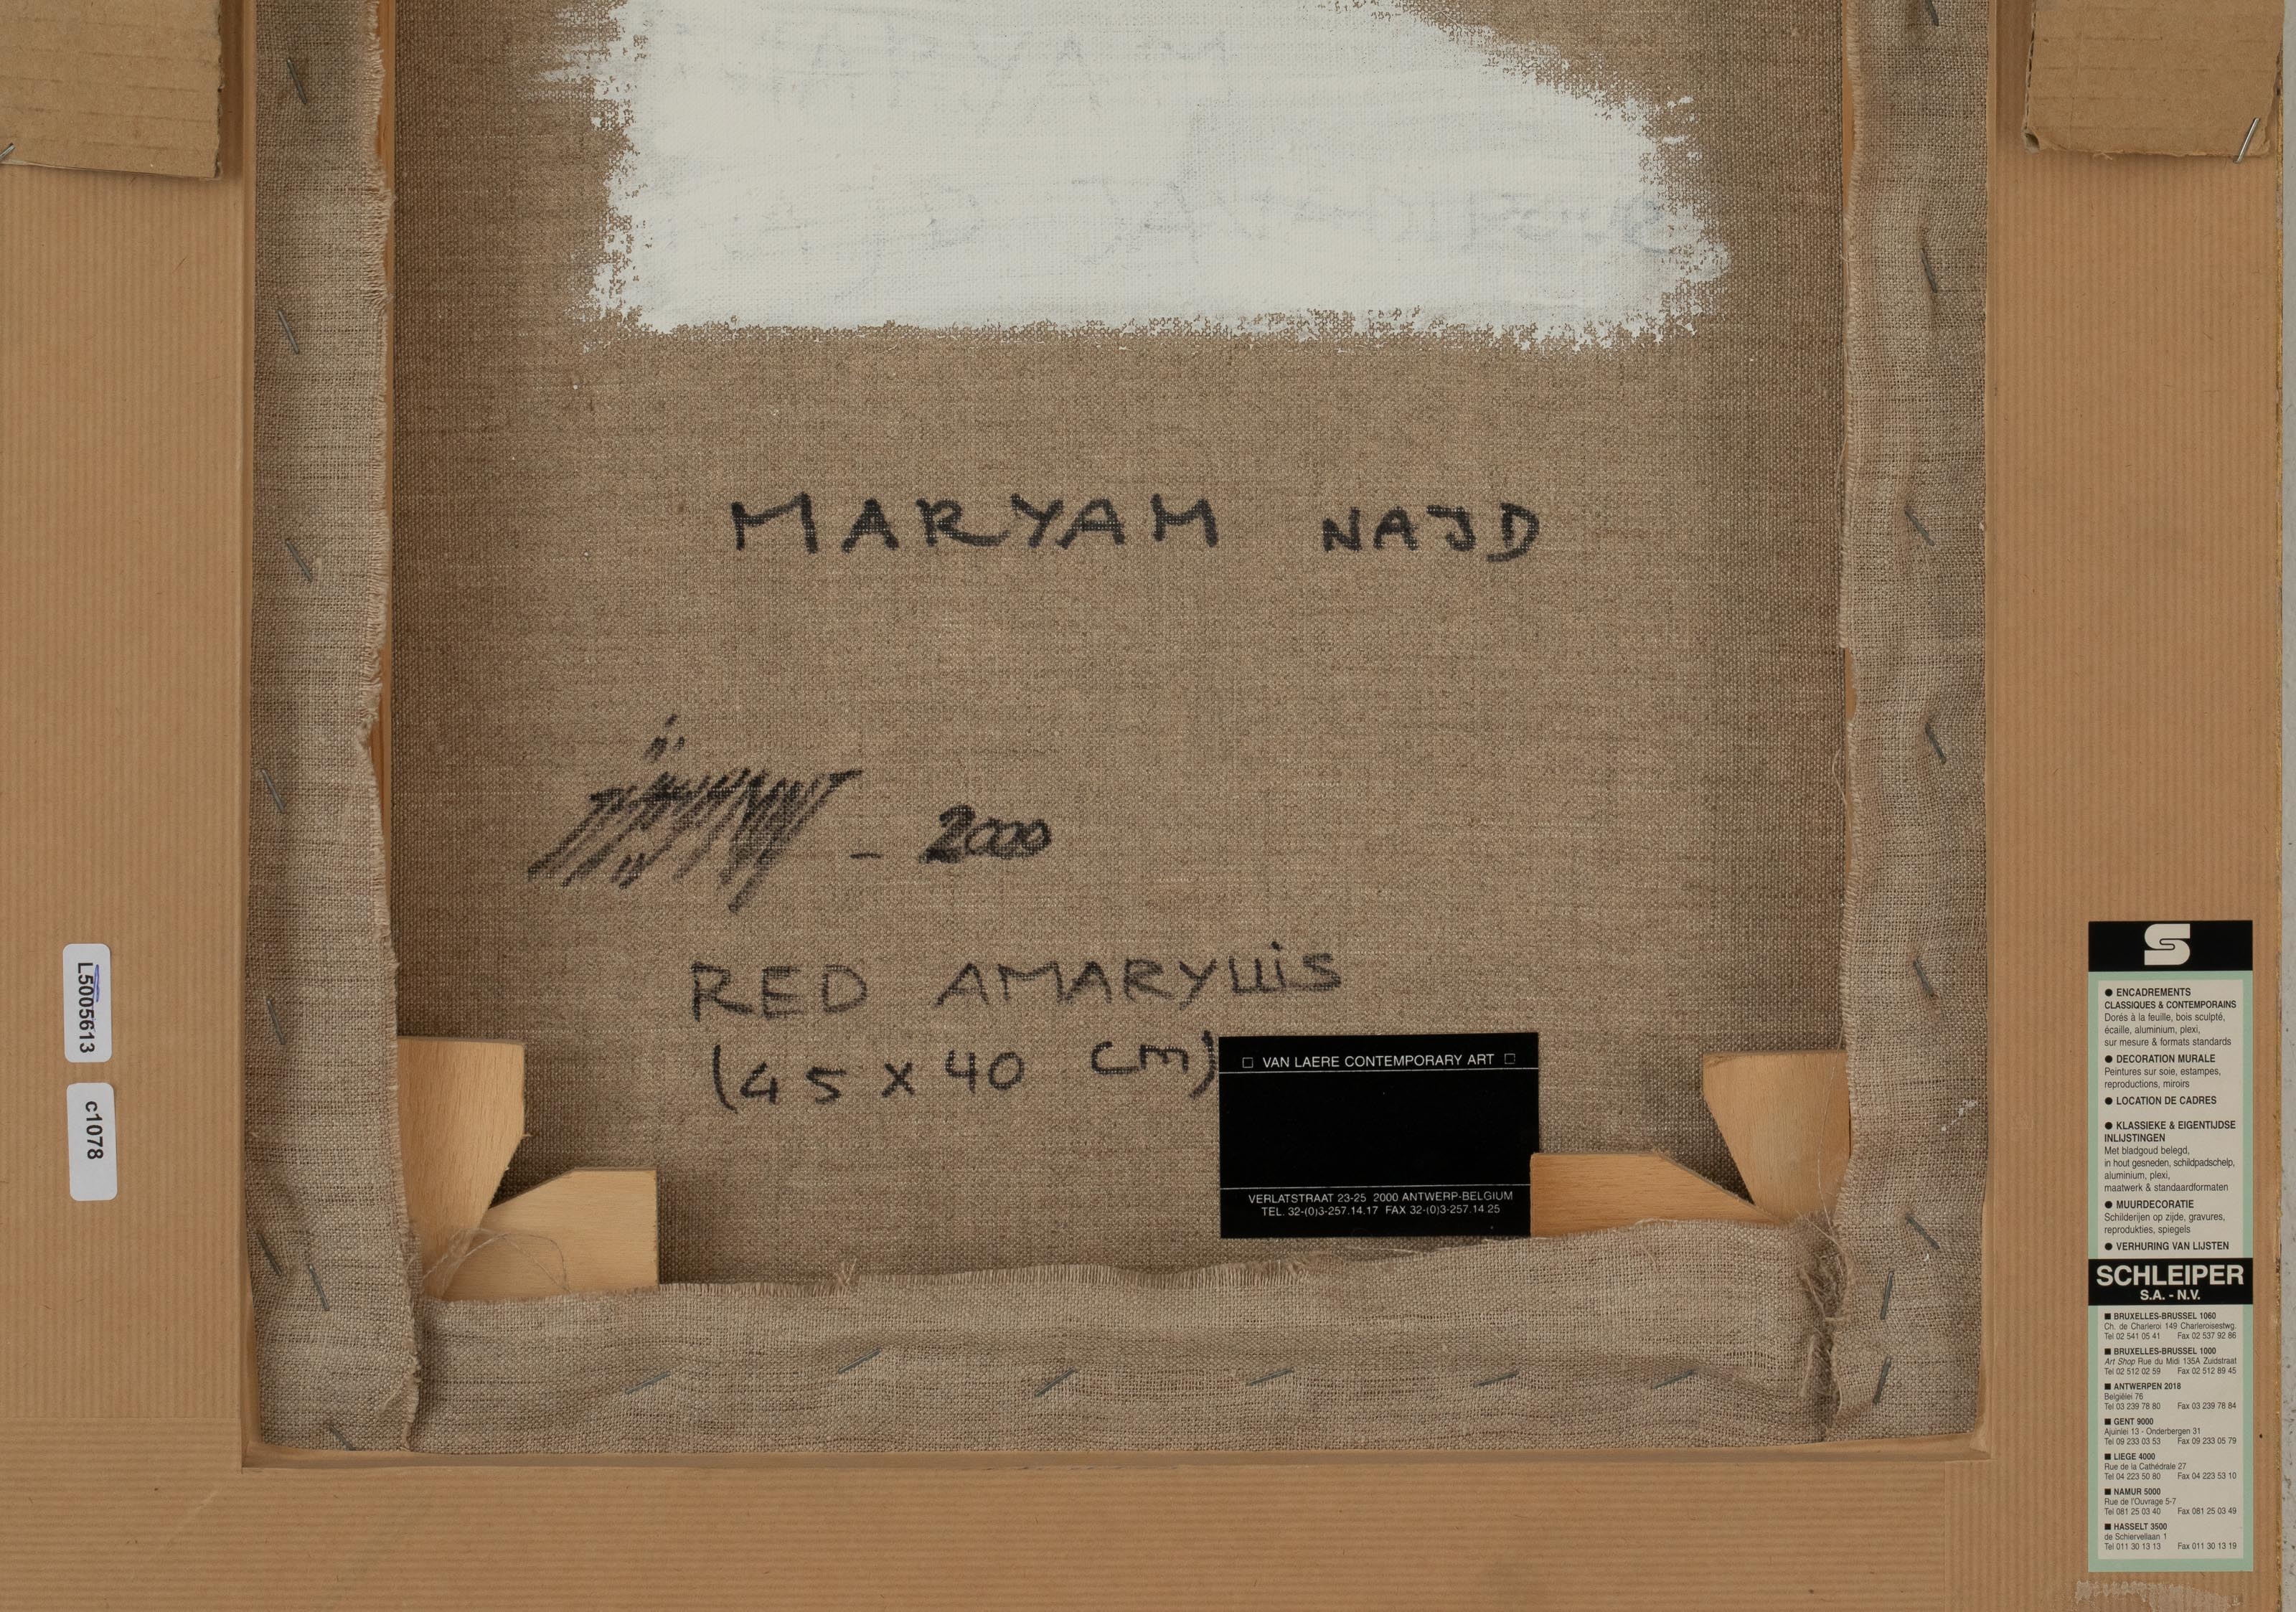 MARYAM NAJD
- 2000
RED AMARYLLIS
(45 x 40 cm)
VAN LAERE CONTEMPORARY ART
VERLATSTRAAT 23-25 2000 ANTWERP-BELGIUM
TEL. 32-(0)3-257.14.17 FAX 32-(0)3-257.14.25
L5005613
c1078
S
● ENCADREMENTS
CLASSIQUES & CONTEMPORAINS
Dorés à la feuille, bois sculpté,
écaille, aluminium, plexi,
sur mesure & formats standards
● DECORATION MURALE
Peintures sur soie, estampes,
reproductions, miroirs
● LOCATION DE CADRES
● KLASSIEKE & EIGENTIJDSE
INLIJSTINGEN
Met bladgoud belegd,
in hout gesneden, schildpadschelp,
aluminium, plexi,
maatwerk & standaardformaten
● MUURDECORATIE
Schilderijen op zijde, gravures,
reprodukties, spiegels
● VERHURING VAN LIJSTEN
SCHLEIPER
S.A. - N.V.
■ BRUXELLES-BRUSSEL 1060
Ch. de Charleroi 149 Charleroisestwg.
Tel 02 541 05 41 Fax 02 537 92 86
■ BRUXELLES-BRUSSEL 1000
Art Shop Rue du Midi 135A Zuidstraat
Tel 02 512 02 59 Fax 02 512 89 45
■ ANTWERPEN 2018
Belgiëlei 76
Tel 03 239 78 80 Fax 03 239 78 84
■ GENT 9000
Ajuinlei 13 - Onderbergen 31
Tel 09 233 03 53 Fax 09 233 05 79
■ LIEGE 4000
Rue de la Cathédrale 27
Tel 04 223 50 80 Fax 04 223 53 10
■ NAMUR 5000
Rue de l'Ouvrage 5-7
Tel 081 25 03 40 Fax 081 25 03 49
■ HASSELT 3500
de Schiervellaan 1
Tel 011 30 13 13 Fax 011 30 13 19